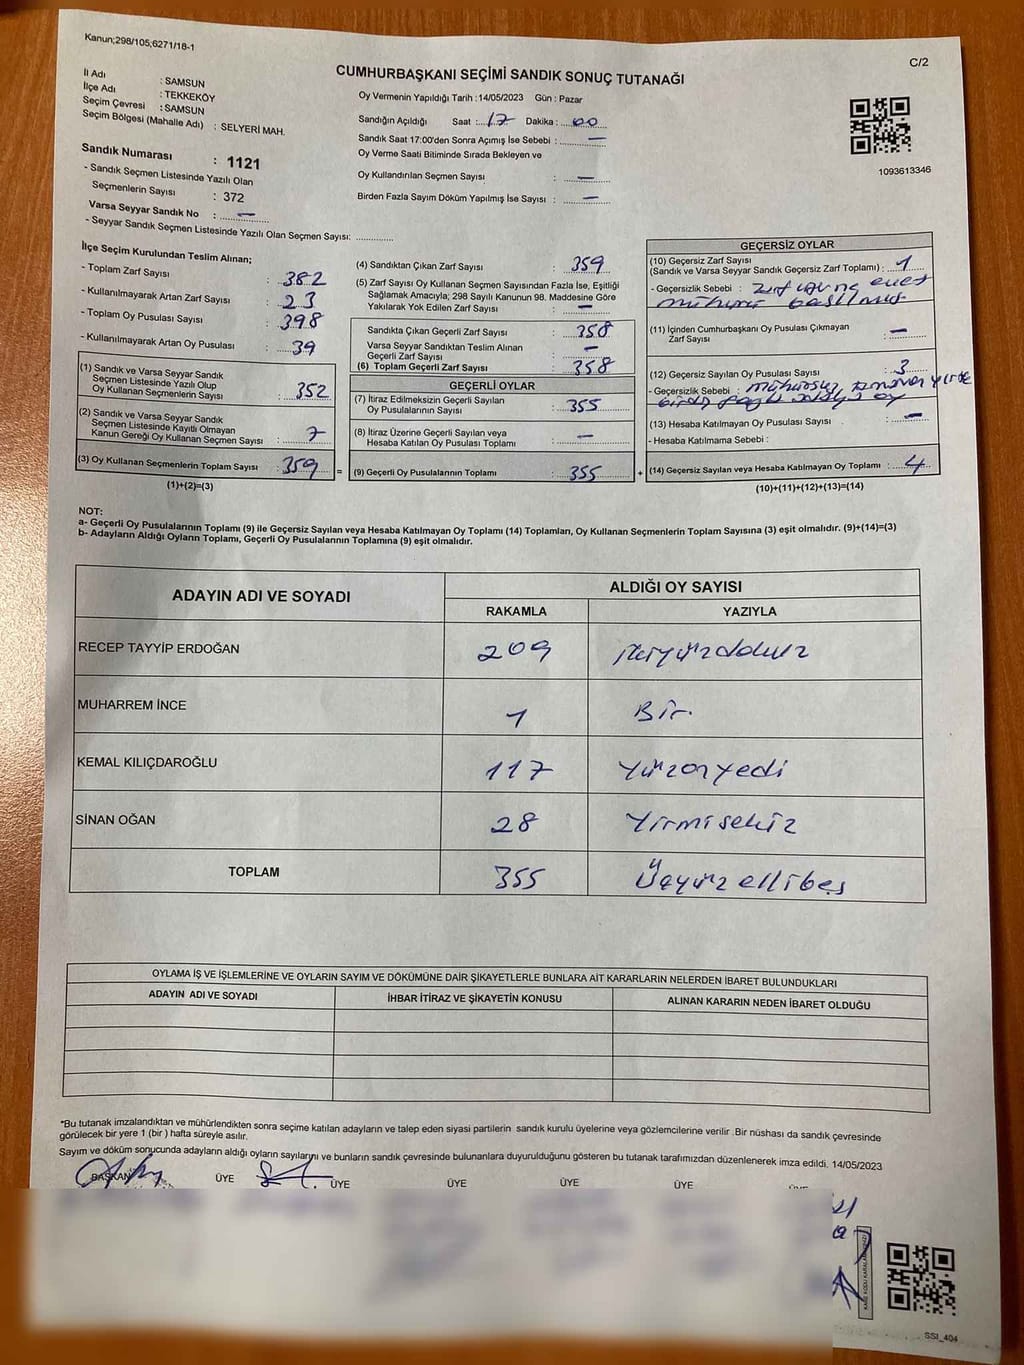 Kanun;298/105;6271/18-1
C/2
CUMHURBAŞKANI SEÇİMİ SANDIK SONUÇ TUTANAĞI
İl Adı : SAMSUN
İlçe Adı : TEKKEKÖY
Seçim Çevresi : SAMSUN
Seçim Bölgesi (Mahalle Adı) : SELYERİ MAH.
Sandık Numarası : 1121
- Sandık Seçmen Listesinde Yazılı Olan
Seçmenlerin Sayısı : 372
Varsa Seyyar Sandık No : —
- Seyyar Sandık Seçmen Listesinde Yazılı Olan Seçmen Sayısı: ..............
Oy Vermenin Yapıldığı Tarih :14/05/2023 Gün : Pazar
Sandığın Açıldığı Saat : 17 Dakika : 00
Sandık Saat 17:00'den Sonra Açımış İse Sebebi : —
Oy Verme Saati Bitiminde Sırada Bekleyen ve
Oy Kullandırılan Seçmen Sayısı : —
Birden Fazla Sayım Döküm Yapılmış İse Sayısı : —
1093613346
İlçe Seçim Kurulundan Teslim Alınan;
- Toplam Zarf Sayısı : 382
- Kullanılmayarak Artan Zarf Sayısı : 23
- Toplam Oy Pusulası Sayısı : 398
- Kullanılmayarak Artan Oy Pusulası : 39
(1) Sandık ve Varsa Seyyar Sandık
Seçmen Listesinde Yazılı Olup
Oy Kullanan Seçmenlerin Sayısı : 352
(2) Sandık ve Varsa Seyyar Sandık
Seçmen Listesinde Kayıtlı Olmayan
Kanun Gereği Oy Kullanan Seçmen Sayısı : 7
(3) Oy Kullanan Seçmenlerin Toplam Sayısı : 359 =
(1)+(2)=(3)
(4) Sandıktan Çıkan Zarf Sayısı : 359
(5) Zarf Sayısı Oy Kullanan Seçmen Sayısından Fazla İse, Eşitliği
Sağlamak Amacıyla; 298 Sayılı Kanunun 98. Maddesine Göre
Yakılarak Yok Edilen Zarf Sayısı : —
Sandıkta Çıkan Geçerli Zarf Sayısı : 358
Varsa Seyyar Sandıktan Teslim Alınan
Geçerli Zarf Sayısı : —
(6) Toplam Geçerli Zarf Sayısı : 358
GEÇERLİ OYLAR
(7) İtiraz Edilmeksizin Geçerli Sayılan
Oy Pusulalarının Sayısı : 355
(8) İtiraz Üzerine Geçerli Sayılan veya
Hesaba Katılan Oy Pusulası Toplamı : —
(9) Geçerli Oy Pusulalarının Toplamı : 355 +
GEÇERSİZ OYLAR
(10) Geçersiz Zarf Sayısı
(Sandık ve Varsa Seyyar Sandık Geçersiz Zarf Toplamı) : 1
- Geçersizlik Sebebi : zarf üzerine evet
mührü basılmış
(11) İçinden Cumhurbaşkanı Oy Pusulası Çıkmayan
Zarf Sayısı : —
(12) Geçersiz Sayılan Oy Pusulası Sayısı : 3
- Geçersizlik Sebebi : mühürsüz,
birden fazla adaya oy
(13) Hesaba Katılmayan Oy Pusulası Sayısı : —
- Hesaba Katılmama Sebebi :
(14) Geçersiz Sayılan veya Hesaba Katılmayan Oy Toplamı : 4
(10)+(11)+(12)+(13)=(14)
NOT:
a- Geçerli Oy Pusulalarının Toplamı (9) ile Geçersiz Sayılan veya Hesaba Katılmayan Oy Toplamı (14) Toplamları, Oy Kullanan Seçmenlerin Toplam Sayısına (3) eşit olmalıdır. (9)+(14)=(3)
b- Adayların Aldığı Oyların Toplamı, Geçerli Oy Pusulalarının Toplamına (9) eşit olmalıdır.
ADAYIN ADI VE SOYADI ALDIĞI OY SAYISI
RAKAMLA YAZIYLA
RECEP TAYYİP ERDOĞAN 209 ikiyüzdokuz
MUHARREM İNCE 1 Bir
KEMAL KILIÇDAROĞLU 117 Yüzonyedi
SİNAN OĞAN 28 Yirmisekiz
TOPLAM 355 Üçyüzellibeş
OYLAMA İŞ VE İŞLEMLERİNE VE OYLARIN SAYIM VE DÖKÜMÜNE DAİR ŞİKAYETLERLE BUNLARA AİT KARARLARIN NELERDEN İBARET BULUNDUKLARI
ADAYIN ADI VE SOYADI İHBAR İTİRAZ VE ŞİKAYETİN KONUSU ALINAN KARARIN NEDEN İBARET OLDUĞU
*Bu tutanak imzalandıktan ve mühürlendikten sonra seçime katılan adayların ve talep eden siyasi partilerin sandık kurulu üyelerine veya gözlemcilerine verilir .Bir nüshası da sandık çevresinde
görülecek bir yere 1 (bir ) hafta süreyle asılır.
Sayım ve döküm sonucunda adayların aldığı oyların sayılarını ve bunların sandık çevresinde bulunanlara duyurulduğunu gösteren bu tutanak tarafımızdan düzenlenerek imza edildi. 14/05/2023
BAŞKAN ÜYE ÜYE ÜYE ÜYE ÜYE
SSI_404